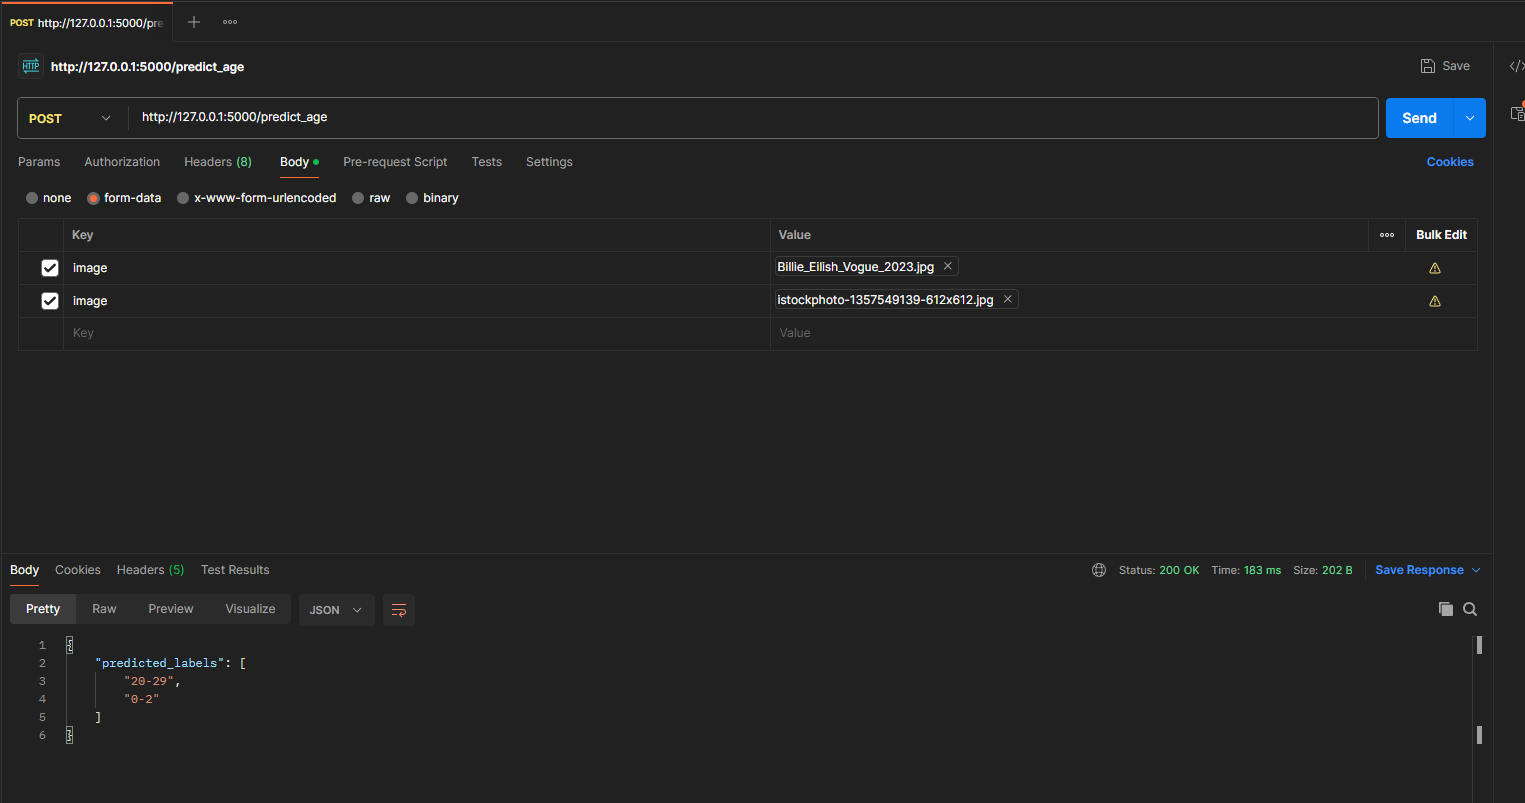 POST http://127.0.0.1:5000/pre
HTTP http://127.0.0.1:5000/predict_age
Save
POST http://127.0.0.1:5000/predict_age Send
Params Authorization Headers (8) Body Pre-request Script Tests Settings Cookies
none form-data x-www-form-urlencoded raw binary
Key Value Bulk Edit
image Billie_Eilish_Vogue_2023.jpg
image istockphoto-1357549139-612x612.jpg
Key Value
Body Cookies Headers (5) Test Results Status: 200 OK Time: 183 ms Size: 202 B Save Response
Pretty Raw Preview Visualize JSON
1 {
2 "predicted_labels": [
3 "20-29",
4 "0-2"
5 ]
6 }